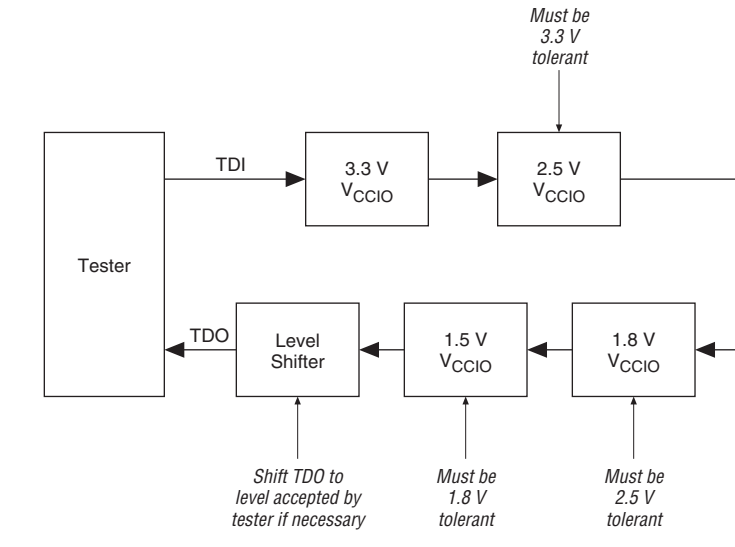 Must be
3.3 V
tolerant
TDI
3.3 V
VCCIO
2.5 V
VCCIO
Tester
TDO
Level
Shifter
1.5 V
VCCIO
1.8 V
VCCIO
Shift TDO to
level accepted by
tester if necessary
Must be
1.8 V
tolerant
Must be
2.5 V
tolerant